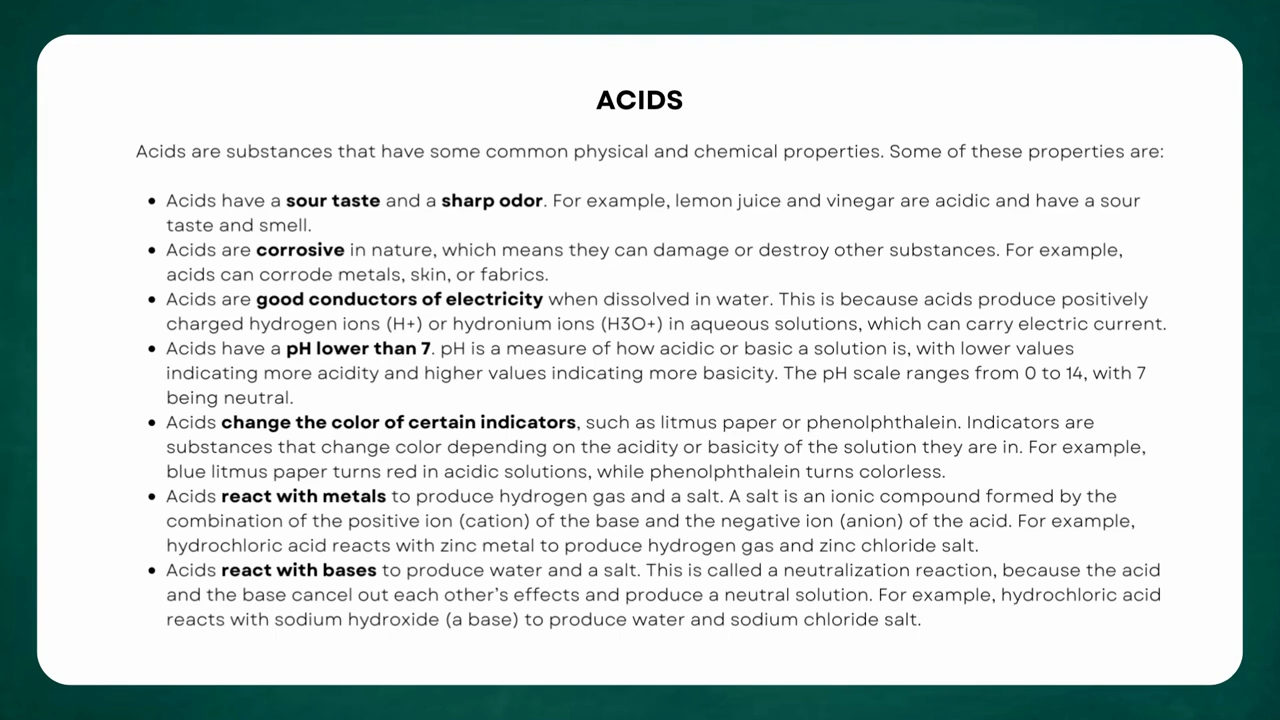 ACIDS
Acids are substances that have some common physical and chemical properties. Some of these properties are:
• Acids have a sour taste and a sharp odor. For example, lemon juice and vinegar are acidic and have a sour
taste and smell.
• Acids are corrosive in nature, which means they can damage or destroy other substances. For example,
acids can corrode metals, skin, or fabrics.
• Acids are good conductors of electricity when dissolved in water. This is because acids produce positively
charged hydrogen ions (H+) or hydronium ions (H3O+) in aqueous solutions, which can carry electric current.
• Acids have a pH lower than 7. pH is a measure of how acidic or basic a solution is, with lower values
indicating more acidity and higher values indicating more basicity. The pH scale ranges from 0 to 14, with 7
being neutral.
• Acids change the color of certain indicators, such as litmus paper or phenolphthalein. Indicators are
substances that change color depending on the acidity or basicity of the solution they are in. For example,
blue litmus paper turns red in acidic solutions, while phenolphthalein turns colorless.
• Acids react with metals to produce hydrogen gas and a salt. A salt is an ionic compound formed by the
combination of the positive ion (cation) of the base and the negative ion (anion) of the acid. For example,
hydrochloric acid reacts with zinc metal to produce hydrogen gas and zinc chloride salt.
• Acids react with bases to produce water and a salt. This is called a neutralization reaction, because the acid
and the base cancel out each other’s effects and produce a neutral solution. For example, hydrochloric acid
reacts with sodium hydroxide (a base) to produce water and sodium chloride salt.